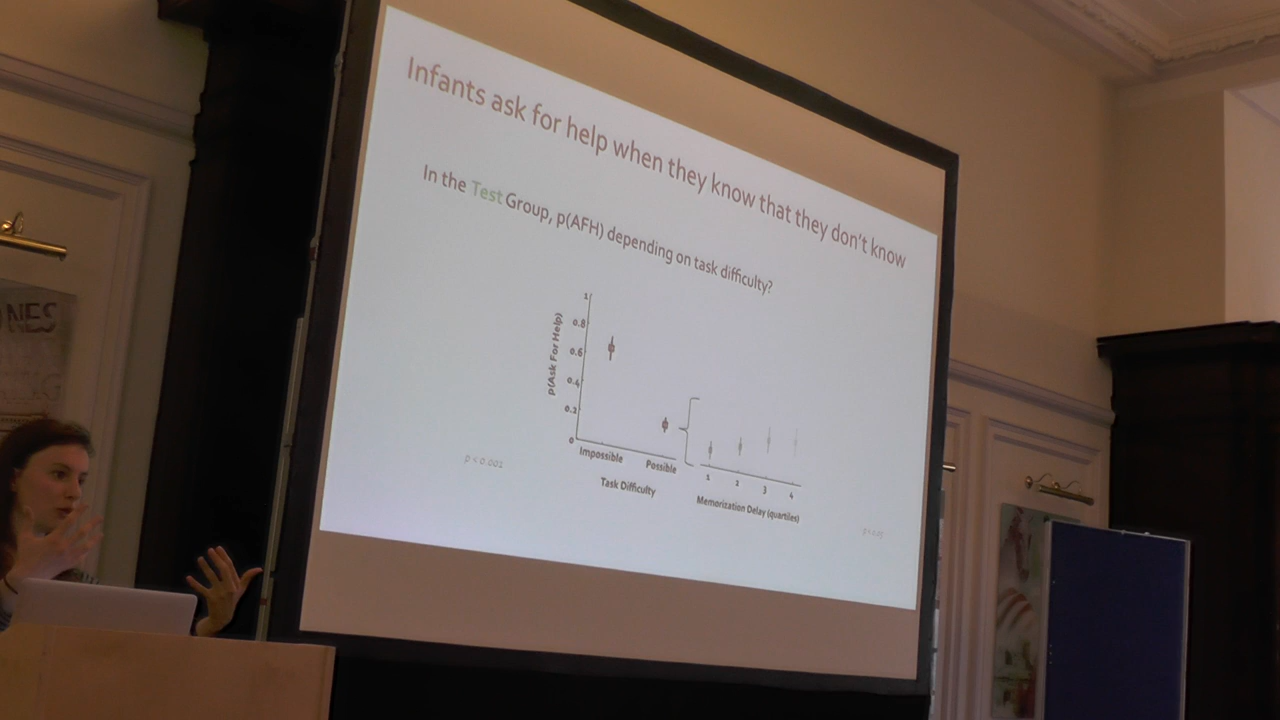 Infants ask for help when they know that they don't know
In the Test Group, p(AFH) depending on task difficulty?
p(Ask For Help)
1
0.8
0.6
0.4
0.2
0
Impossible
Possible
Task Difficulty
1
2
3
4
Memorization Delay (quartiles)
p < 0.001
NES